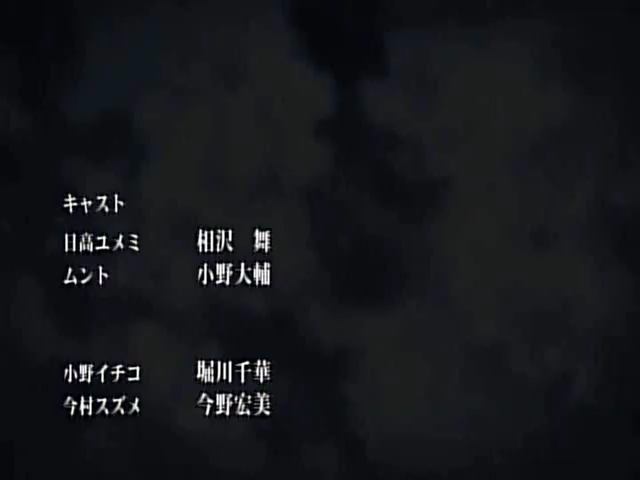 キャスト
日高ユメミ　相沢　舞
ムント　小野大輔
小野イチコ　堀川千華
今村スズメ　今野宏美